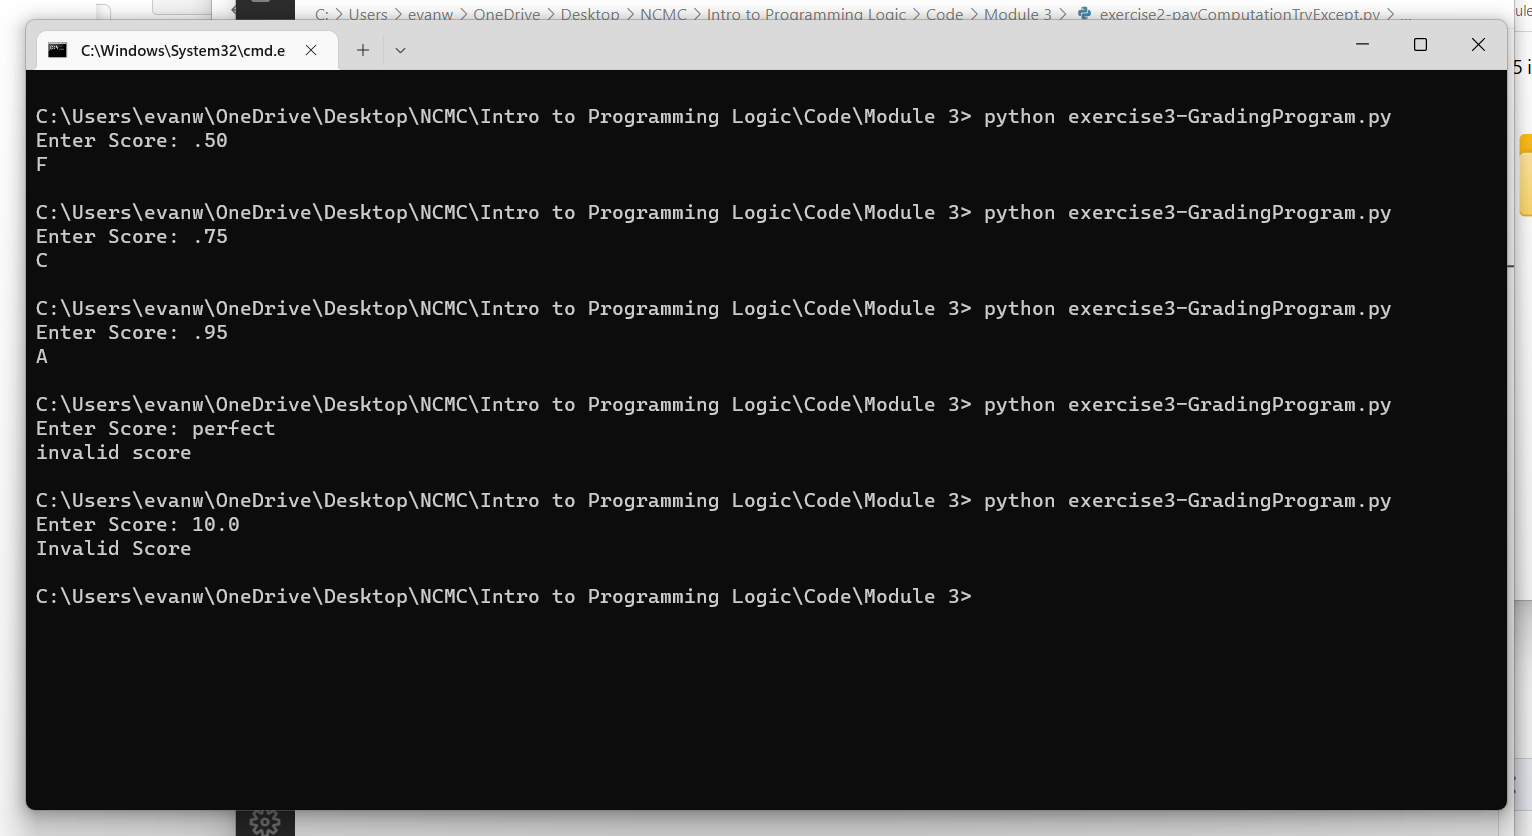 C: > Users > evanw > OneDrive > Desktop > NCMC > Intro to Programming Logic > Code > Module 3 > exercise2-payComputationTryExcept.py > ...
C:\Windows\System32\cmd.e
5 i
C:\Users\evanw\OneDrive\Desktop\NCMC\Intro to Programming Logic\Code\Module 3> python exercise3-GradingProgram.py
Enter Score: .50
F
C:\Users\evanw\OneDrive\Desktop\NCMC\Intro to Programming Logic\Code\Module 3> python exercise3-GradingProgram.py
Enter Score: .75
C
C:\Users\evanw\OneDrive\Desktop\NCMC\Intro to Programming Logic\Code\Module 3> python exercise3-GradingProgram.py
Enter Score: .95
A
C:\Users\evanw\OneDrive\Desktop\NCMC\Intro to Programming Logic\Code\Module 3> python exercise3-GradingProgram.py
Enter Score: perfect
invalid score
C:\Users\evanw\OneDrive\Desktop\NCMC\Intro to Programming Logic\Code\Module 3> python exercise3-GradingProgram.py
Enter Score: 10.0
Invalid Score
C:\Users\evanw\OneDrive\Desktop\NCMC\Intro to Programming Logic\Code\Module 3>